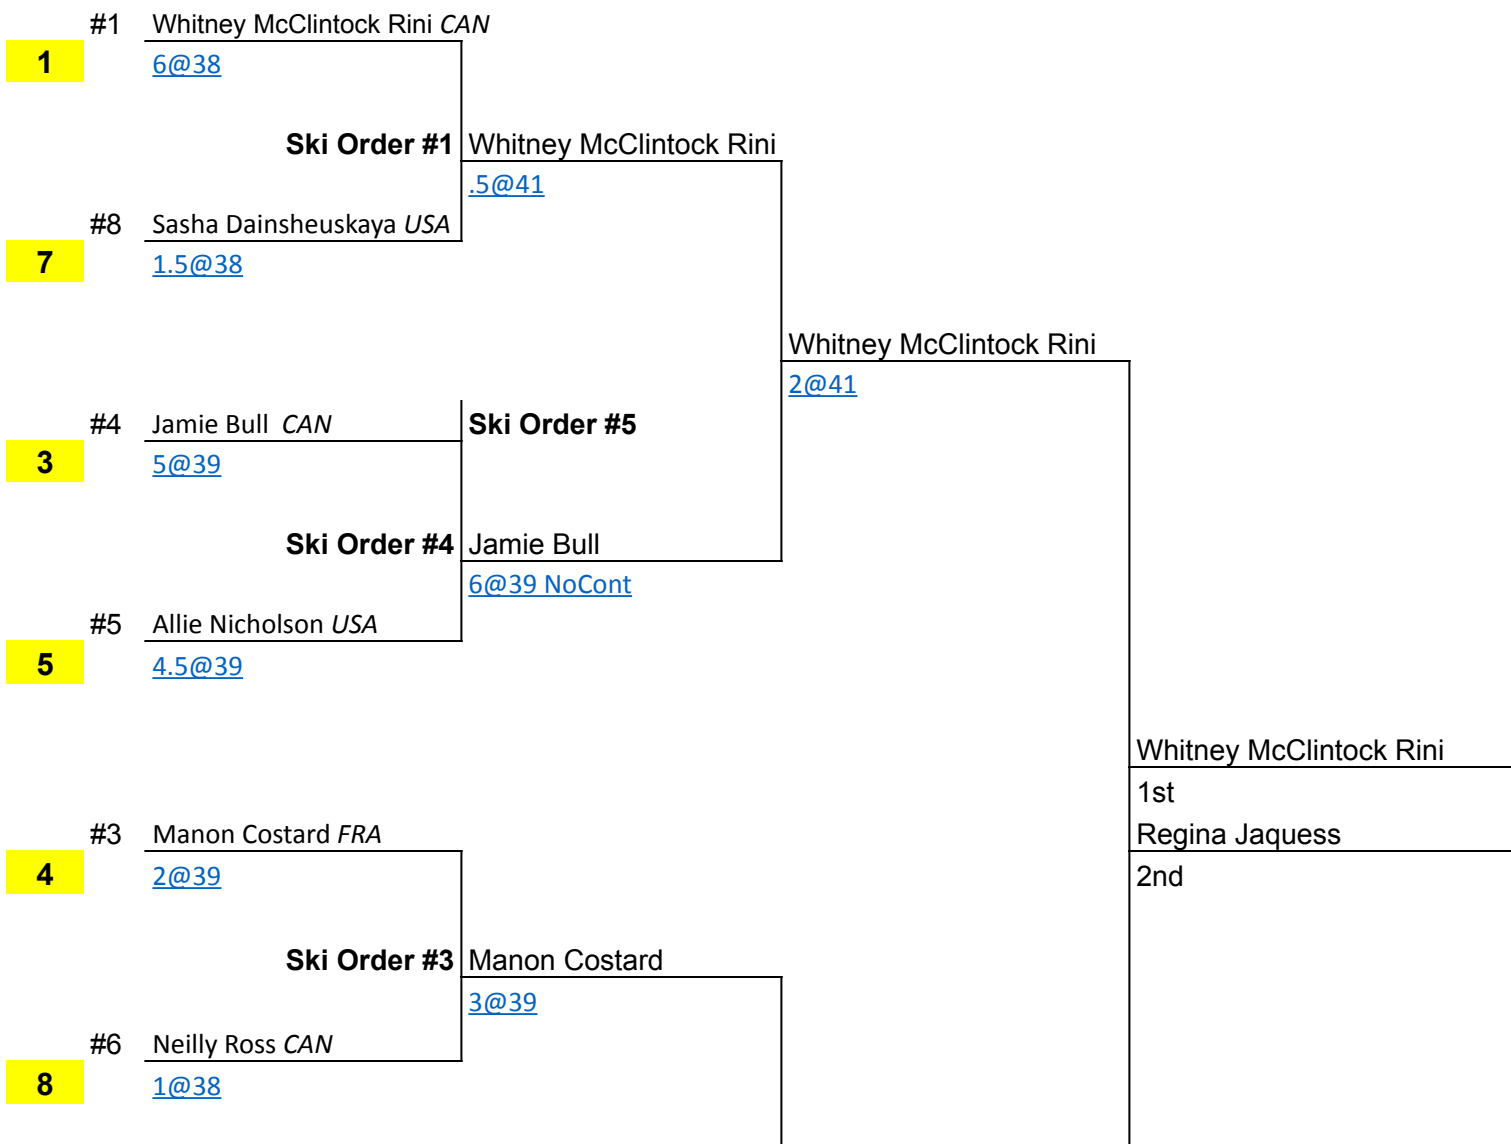 #1 Whitney McClintock Rini CAN
1 6@38
Ski Order #1 Whitney McClintock Rini
.5@41
#8 Sasha Dainsheuskaya USA
7 1.5@38
Whitney McClintock Rini
2@41
#4 Jamie Bull CAN Ski Order #5
3 5@39
Ski Order #4 Jamie Bull
6@39 NoCont
#5 Allie Nicholson USA
5 4.5@39
Whitney McClintock Rini
1st
#3 Manon Costard FRA Regina Jaquess
4 2@39 2nd
Ski Order #3 Manon Costard
3@39
#6 Neilly Ross CAN
8 1@38